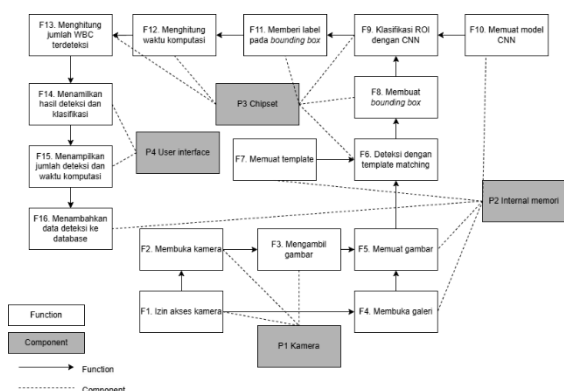 F13. Menghitung
jumlah WBC
terdeteksi
F12. Menghitung
waktu komputasi
F11. Memberi label
pada bounding box
F9. Klasifikasi ROI
dengan CNN
F10. Memuat model
CNN
F14. Menamilkan
hasil deteksi dan
klasifikasi
P3 Chipset
F8. Membuat
bounding box
F15. Menampilkan
jumlah deteksi dan
waktu komputasi
P4 User interface
F7. Memuat template
F6. Deteksi dengan
template matching
F16. Menambahkan
data deteksi ke
database
P2 Internal memori
F2. Membuka kamera
F3. Mengambil
gambar
F5. Memuat gambar
F1. Izin akses kamera
F4. Membuka galeri
P1 Kamera
Function
Component
Function
Component